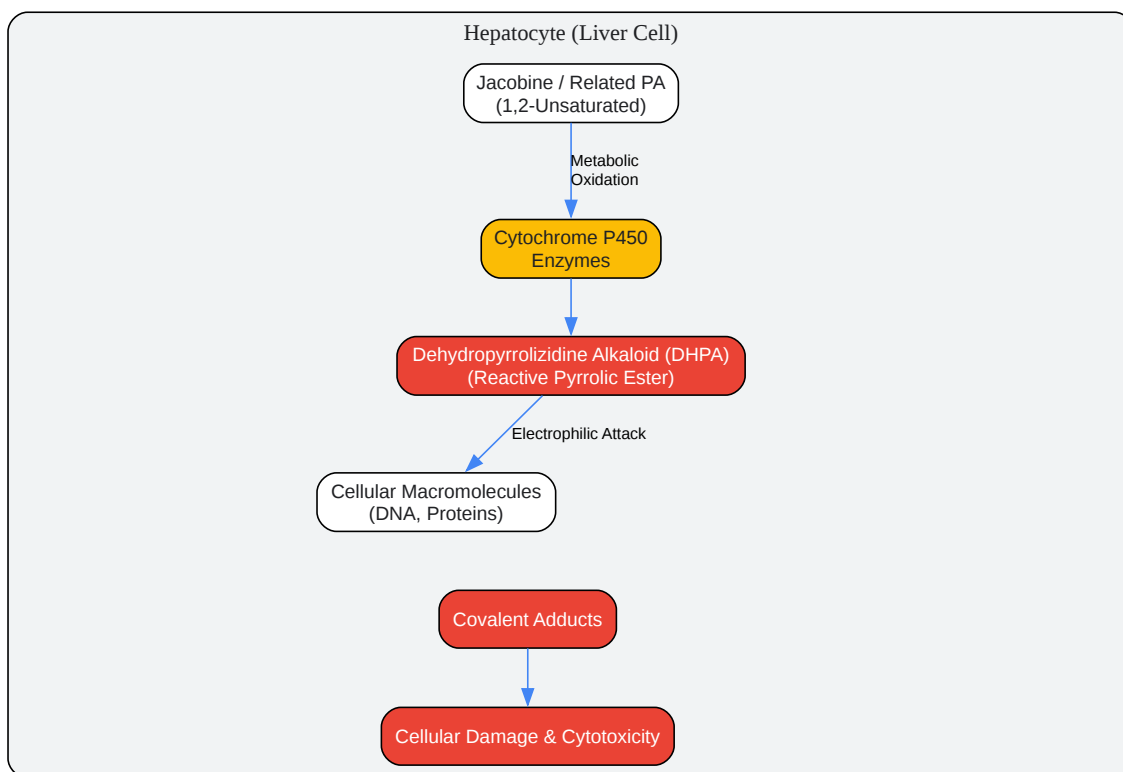 Hepatocyte (Liver Cell)
Jacobine / Related PA
(1,2-Unsaturated)
Metabolic
Oxidation
Cytochrome P450
Enzymes
Dehydropyrrolizidine Alkaloid (DHPA)
(Reactive Pyrrolic Ester)
Electrophilic Attack
Cellular Macromolecules
(DNA, Proteins)
Covalent Adducts
Cellular Damage & Cytotoxicity